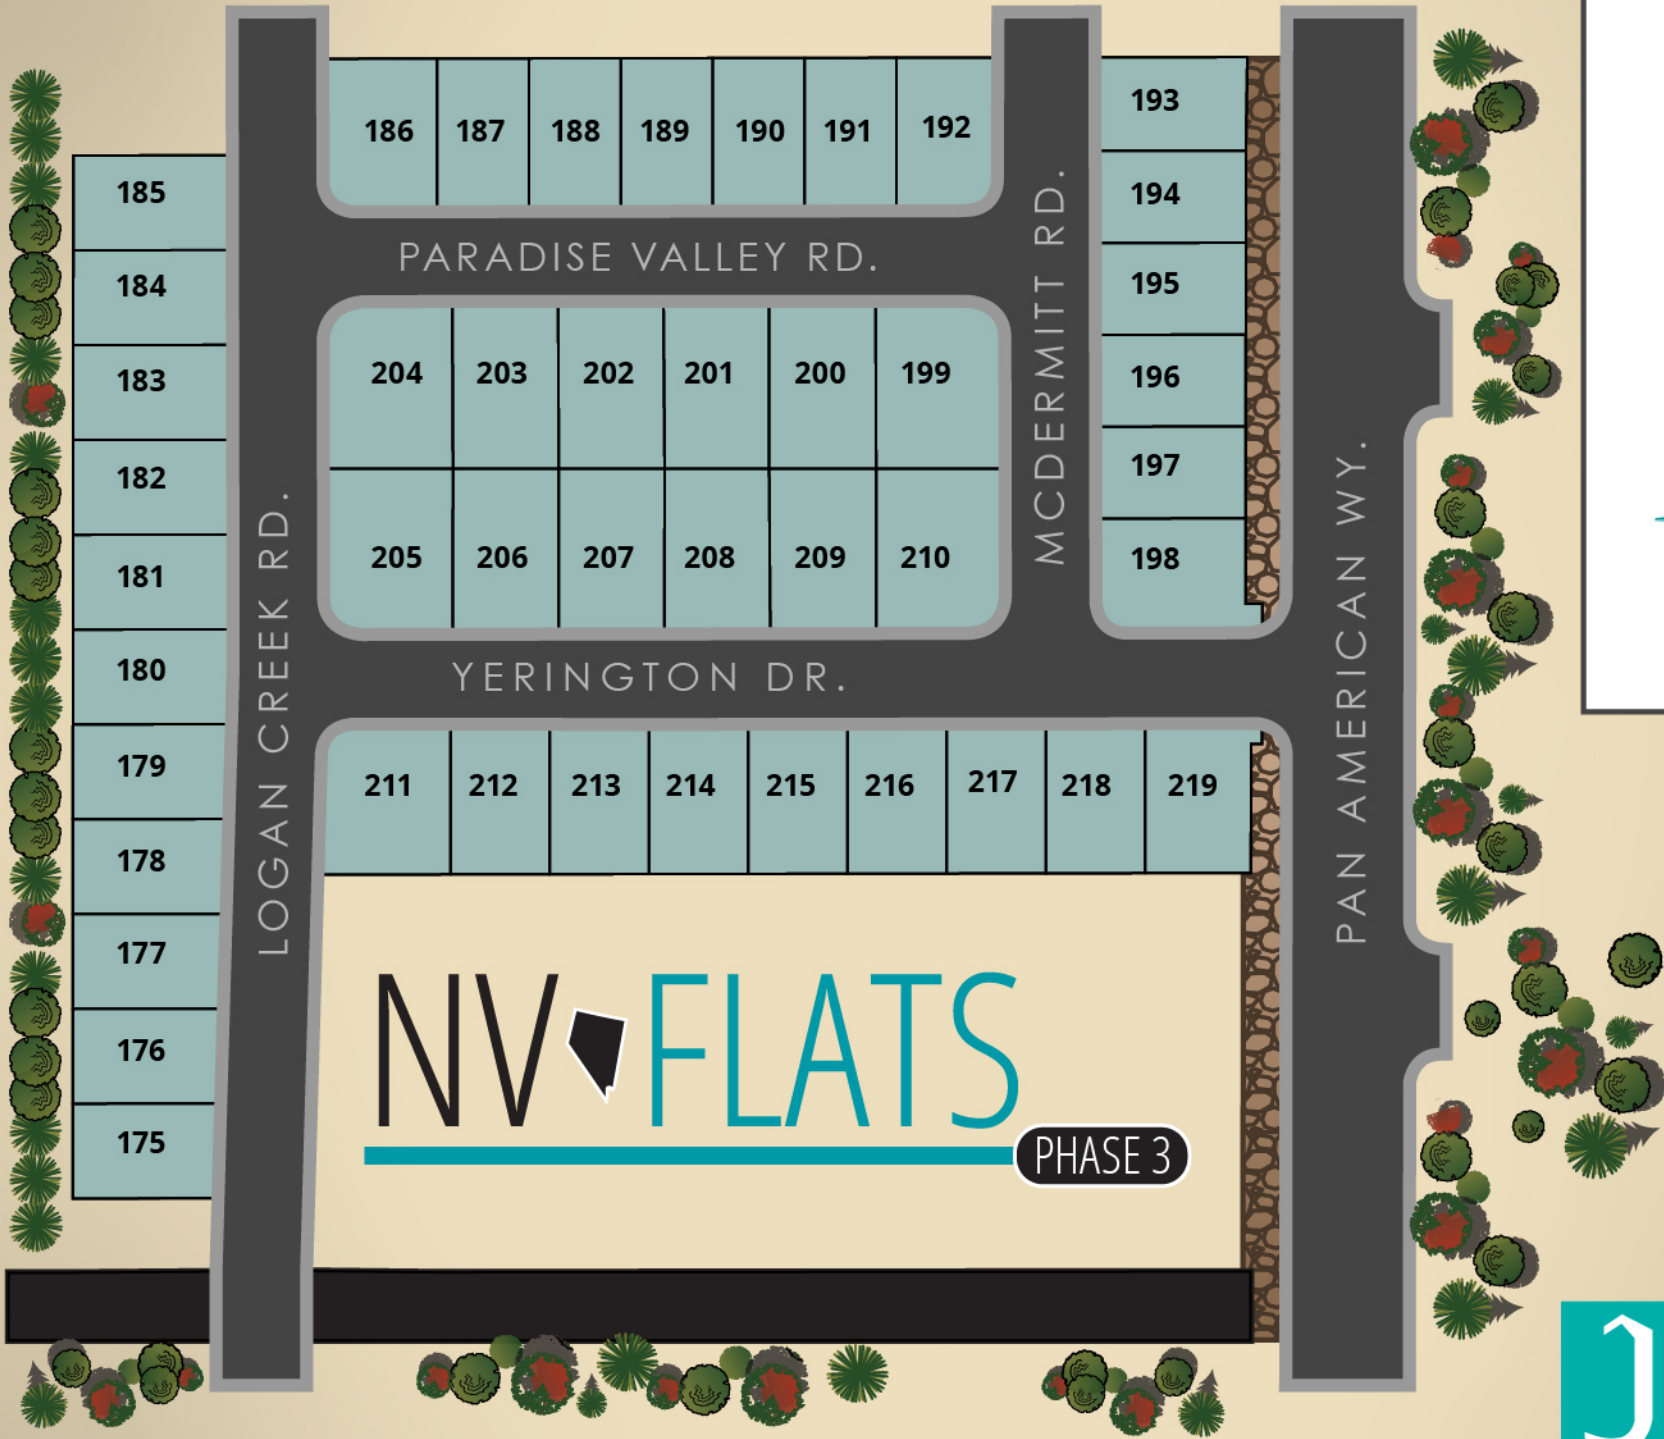 186 187 188 189 190 191 192
193
185
194
PARADISE VALLEY RD.
184
195
MCDERMITT RD.
183
204 203 202 201 200 199
196
182
197
181
205 206 207 208 209 210
198
LOGAN CREEK RD.
PAN AMERICAN WY.
180
YERINGTON DR.
179
211 212 213 214 215 216 217 218 219
178
177
176
175
NV FLATS
PHASE 3
J